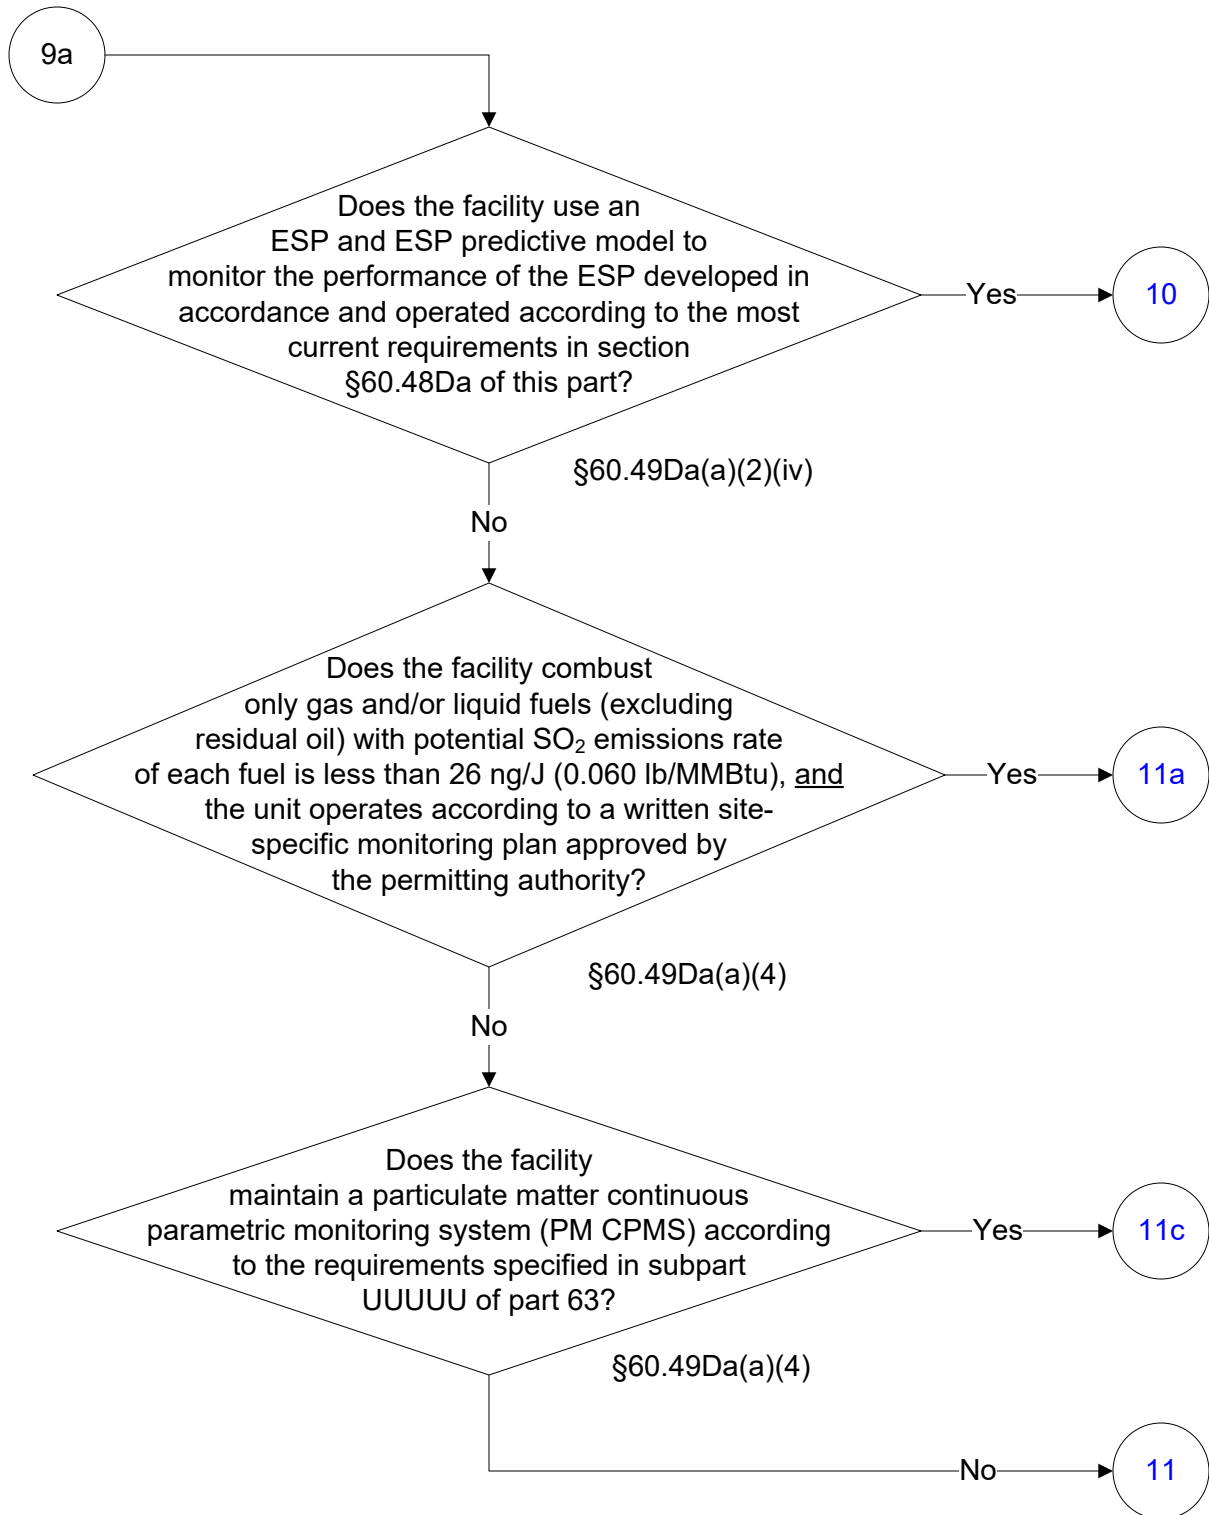 9a
Does the facility use an
ESP and ESP predictive model to
monitor the performance of the ESP developed in
accordance and operated according to the most
current requirements in section
§60.48Da of this part?
Yes
10
§60.49Da(a)(2)(iv)
No
Does the facility combust
only gas and/or liquid fuels (excluding
residual oil) with potential SO₂ emissions rate
of each fuel is less than 26 ng/J (0.060 lb/MMBtu), and
the unit operates according to a written site-
specific monitoring plan approved by
the permitting authority?
Yes
11a
§60.49Da(a)(4)
No
Does the facility
maintain a particulate matter continuous
parametric monitoring system (PM CPMS) according
to the requirements specified in subpart
UUUUU of part 63?
Yes
11c
§60.49Da(a)(4)
No
11